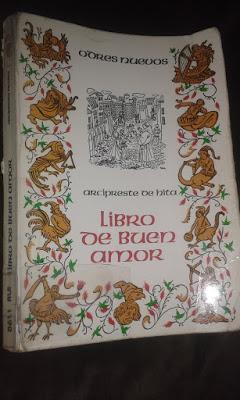 ODRES NUEVOS
arcipreste de hita
LIBRO
DE BUEN
AMOR
LIBRO DE BUEN AMOR